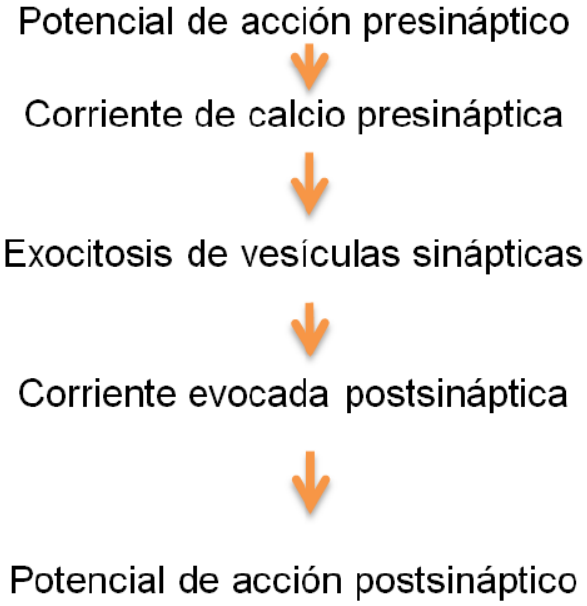 Potencial de acción presináptico
Corriente de calcio presináptica
Exocitosis de vesículas sinápticas
Corriente evocada postsináptica
Potencial de acción postsináptico